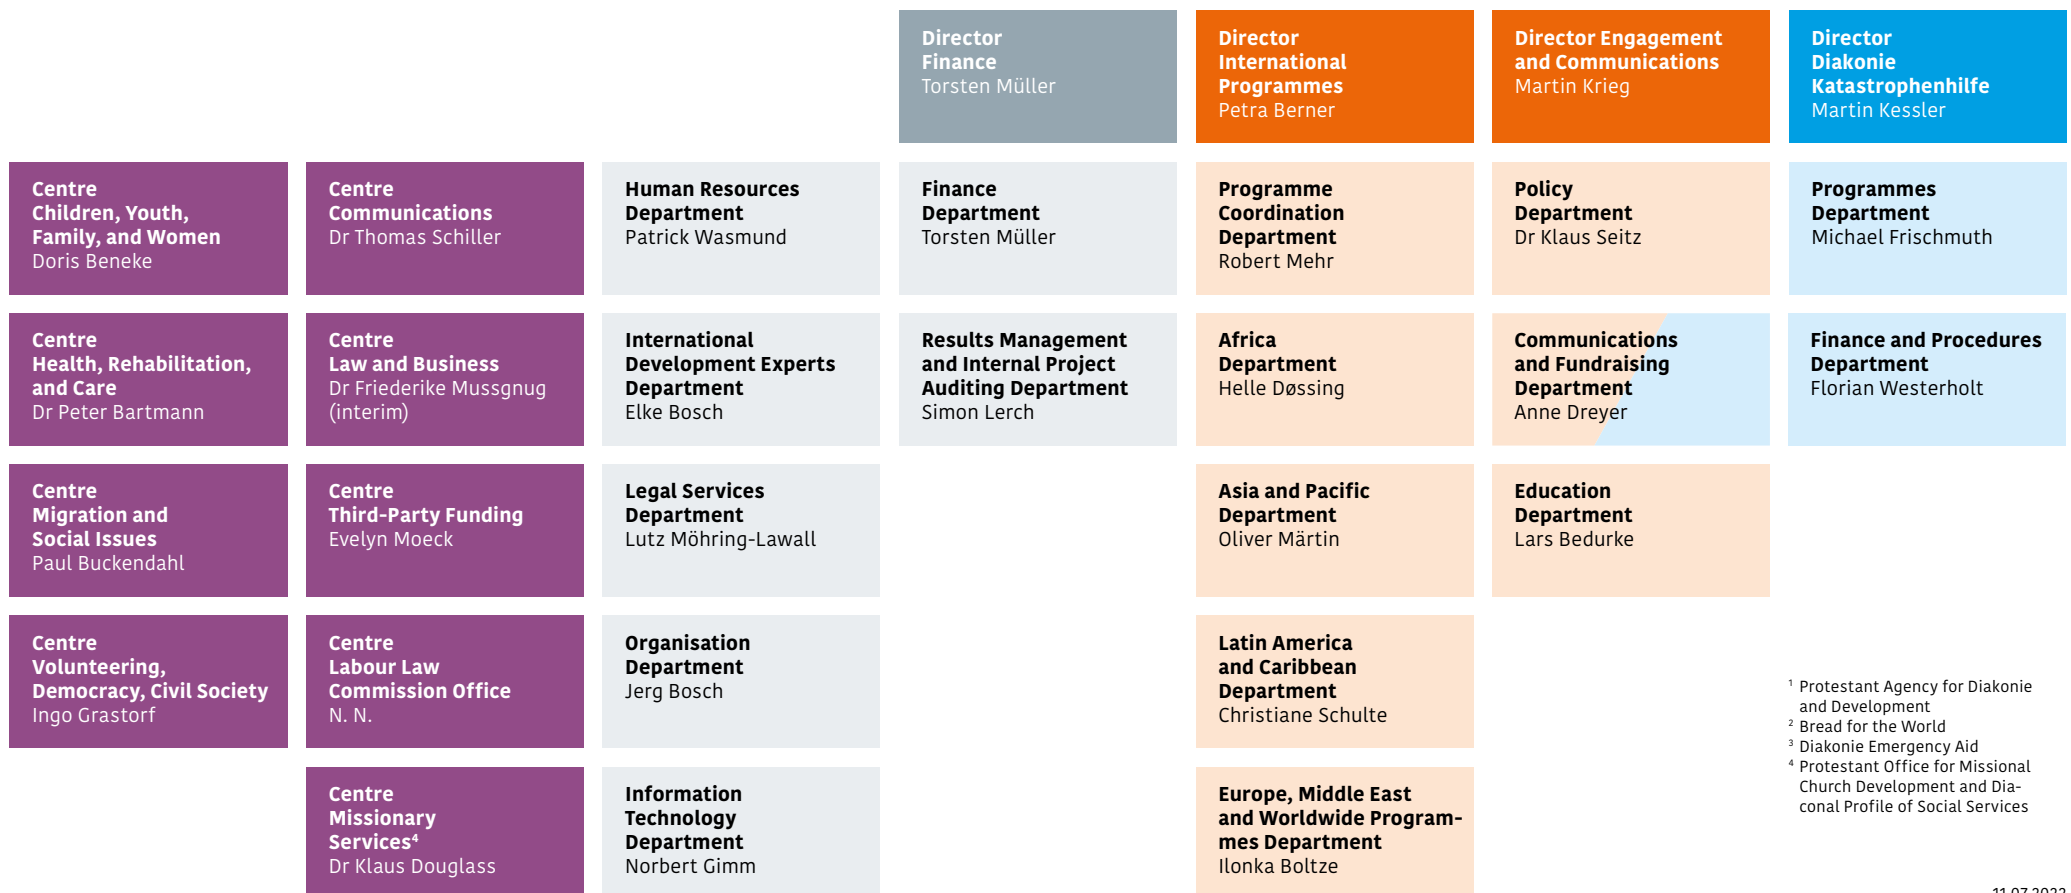 Director
Finance
Torsten Müller
Director
International
Programmes
Petra Berner
Director Engagement
and Communications
Martin Krieg
Director
Diakonie
Katastrophenhilfe
Martin Kessler
Centre
Children, Youth,
Family, and Women
Doris Beneke
Centre
Communications
Dr Thomas Schiller
Human Resources
Department
Patrick Wasmund
Finance
Department
Torsten Müller
Programme
Coordination
Department
Robert Mehr
Policy
Department
Dr Klaus Seitz
Programmes
Department
Michael Frischmuth
Centre
Health, Rehabilitation,
and Care
Dr Peter Bartmann
Centre
Law and Business
Dr Friederike Mussgnug
(interim)
International
Development Experts
Department
Elke Bosch
Results Management
and Internal Project
Auditing Department
Simon Lerch
Africa
Department
Helle Døssing
Communications
and Fundraising
Department
Anne Dreyer
Finance and Procedures
Department
Florian Westerholt
Centre
Migration and
Social Issues
Paul Buckendahl
Centre
Third-Party Funding
Evelyn Moeck
Legal Services
Department
Lutz Möhring-Lawall
Asia and Pacific
Department
Oliver Märtin
Education
Department
Lars Bedurke
Centre
Volunteering,
Democracy, Civil Society
Ingo Grastorf
Centre
Labour Law
Commission Office
N. N.
Organisation
Department
Jerg Bosch
Latin America
and Caribbean
Department
Christiane Schulte
Centre
Missionary
Services⁴
Dr Klaus Douglass
Information
Technology
Department
Norbert Gimm
Europe, Middle East
and Worldwide Program-
mes Department
Ilonka Boltze
¹ Protestant Agency for Diakonie
and Development
² Bread for the World
³ Diakonie Emergency Aid
⁴ Protestant Office for Missional
Church Development and Dia-
conal Profile of Social Services